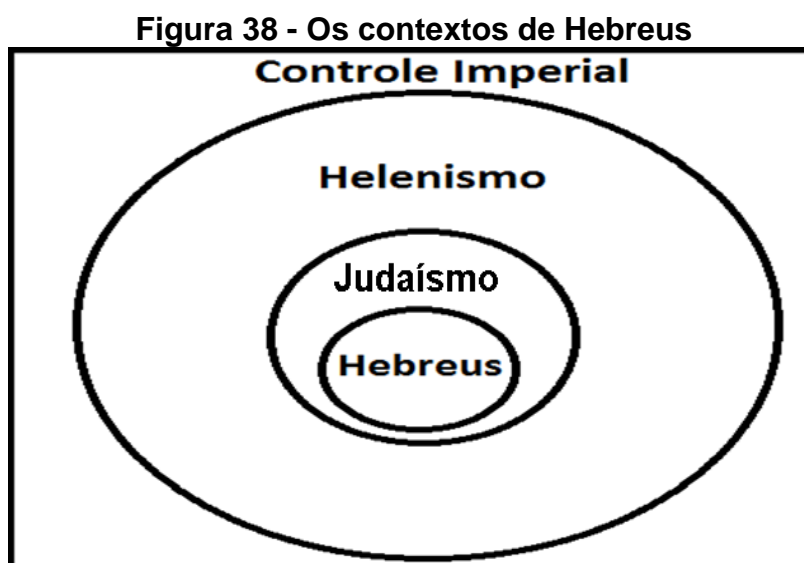 Figura 38 - Os contextos de Hebreus
Controle Imperial
Helenismo
Judaísmo
Hebreus